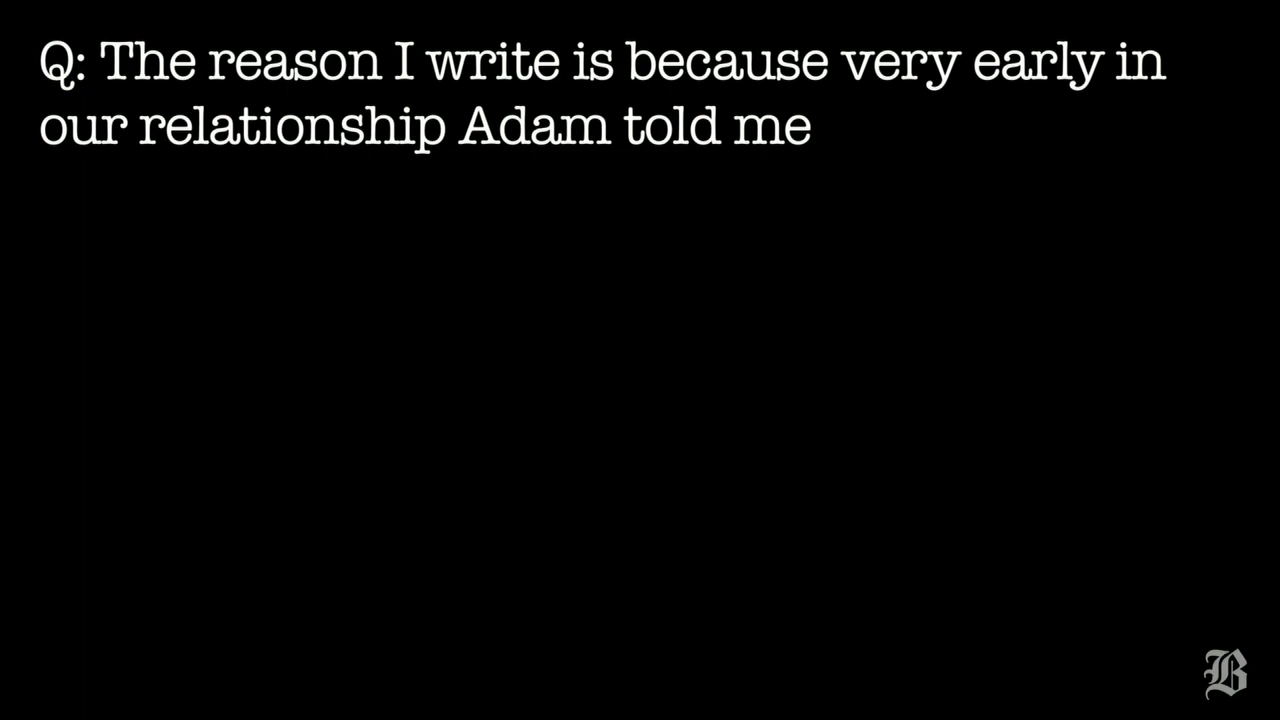 Q: The reason I write is because very early in
our relationship Adam told me
B